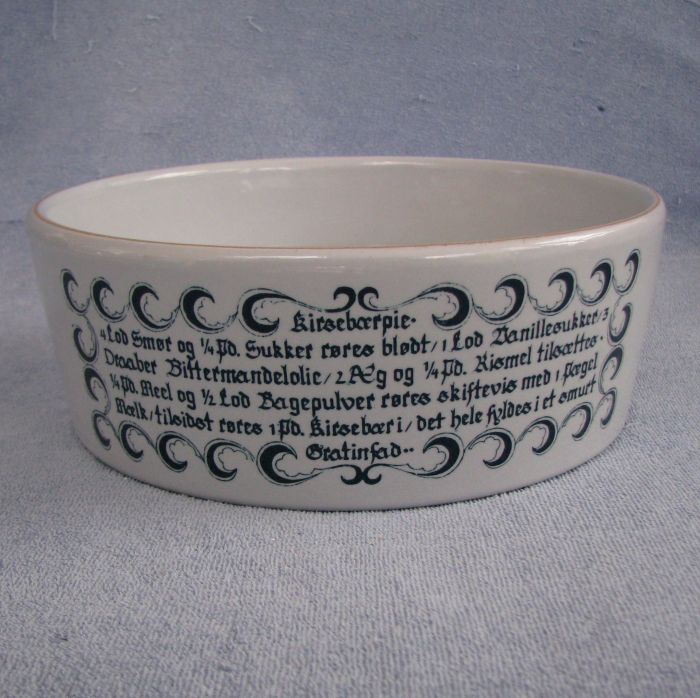 Kirsebærpie·
4 Lod Smør og ¼ Pd. Sukker røres blødt/1 Lod Vanillesukker/3
Draaber Bittermandelolie/2 Æg og ¼ Pd. Rismel tilsættes·
¼ Pd. Meel og ½ Lod Bagepulver røres skiftevis med 1 Pægel
Mælk/tilsidst røres 1 Pd. Kirsebær i/det hele fyldes i et smurt
Gratinfad··